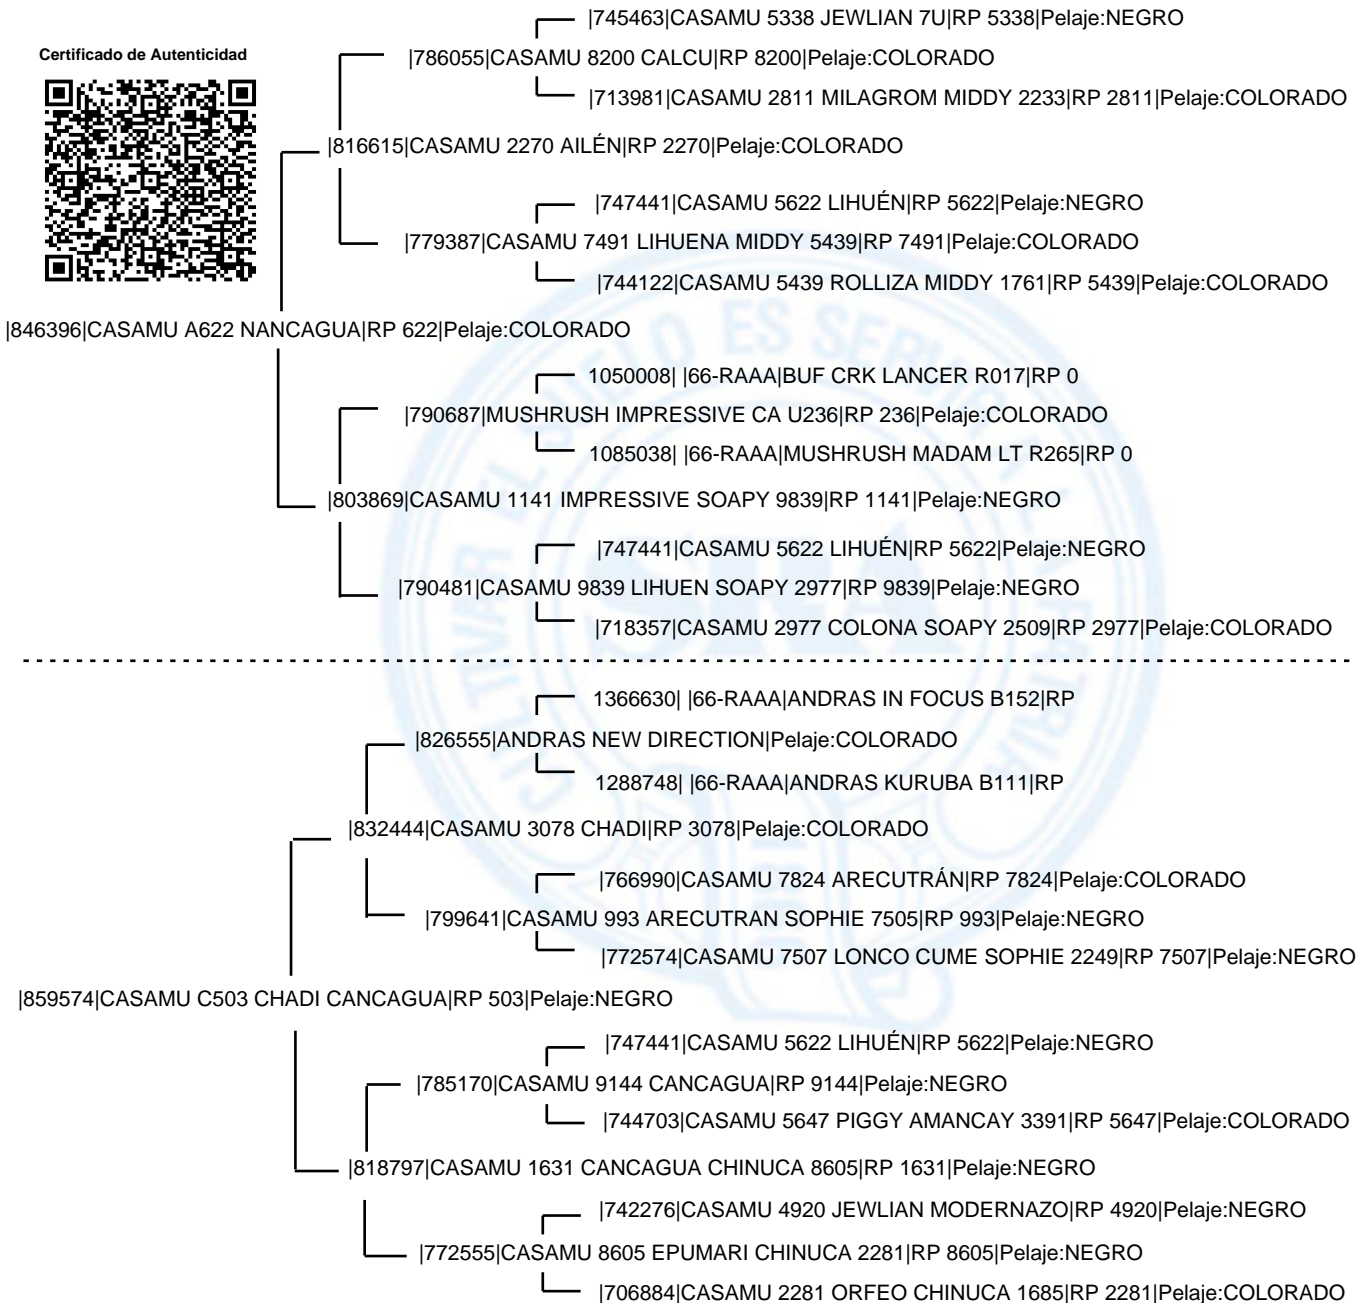 |745463|CASAMU 5338 JEWLIAN 7U|RP 5338|Pelaje:NEGRO
Certificado de Autenticidad
|786055|CASAMU 8200 CALCU|RP 8200|Pelaje:COLORADO
|713981|CASAMU 2811 MILAGROM MIDDY 2233|RP 2811|Pelaje:COLORADO
|816615|CASAMU 2270 AILÉN|RP 2270|Pelaje:COLORADO
|747441|CASAMU 5622 LIHUÉN|RP 5622|Pelaje:NEGRO
|779387|CASAMU 7491 LIHUENA MIDDY 5439|RP 7491|Pelaje:COLORADO
|744122|CASAMU 5439 ROLLIZA MIDDY 1761|RP 5439|Pelaje:COLORADO
|846396|CASAMU A622 NANCAGUA|RP 622|Pelaje:COLORADO
1050008| |66-RAAA|BUF CRK LANCER R017|RP 0
|790687|MUSHRUSH IMPRESSIVE CA U236|RP 236|Pelaje:COLORADO
1085038| |66-RAAA|MUSHRUSH MADAM LT R265|RP 0
|803869|CASAMU 1141 IMPRESSIVE SOAPY 9839|RP 1141|Pelaje:NEGRO
|747441|CASAMU 5622 LIHUÉN|RP 5622|Pelaje:NEGRO
|790481|CASAMU 9839 LIHUEN SOAPY 2977|RP 9839|Pelaje:NEGRO
|718357|CASAMU 2977 COLONA SOAPY 2509|RP 2977|Pelaje:COLORADO
1366630| |66-RAAA|ANDRAS IN FOCUS B152|RP
|826555|ANDRAS NEW DIRECTION|Pelaje:COLORADO
1288748| |66-RAAA|ANDRAS KURUBA B111|RP
|832444|CASAMU 3078 CHADI|RP 3078|Pelaje:COLORADO
|766990|CASAMU 7824 ARECUTRÁN|RP 7824|Pelaje:COLORADO
|799641|CASAMU 993 ARECUTRAN SOPHIE 7505|RP 993|Pelaje:NEGRO
|772574|CASAMU 7507 LONCO CUME SOPHIE 2249|RP 7507|Pelaje:NEGRO
|859574|CASAMU C503 CHADI CANCAGUA|RP 503|Pelaje:NEGRO
|747441|CASAMU 5622 LIHUÉN|RP 5622|Pelaje:NEGRO
|785170|CASAMU 9144 CANCAGUA|RP 9144|Pelaje:NEGRO
|744703|CASAMU 5647 PIGGY AMANCAY 3391|RP 5647|Pelaje:COLORADO
|818797|CASAMU 1631 CANCAGUA CHINUCA 8605|RP 1631|Pelaje:NEGRO
|742276|CASAMU 4920 JEWLIAN MODERNAZO|RP 4920|Pelaje:NEGRO
|772555|CASAMU 8605 EPUMARI CHINUCA 2281|RP 8605|Pelaje:NEGRO
|706884|CASAMU 2281 ORFEO CHINUCA 1685|RP 2281|Pelaje:COLORADO
CULTIVAR EL SUELO ES SERVIR A LA PATRIA
SRA